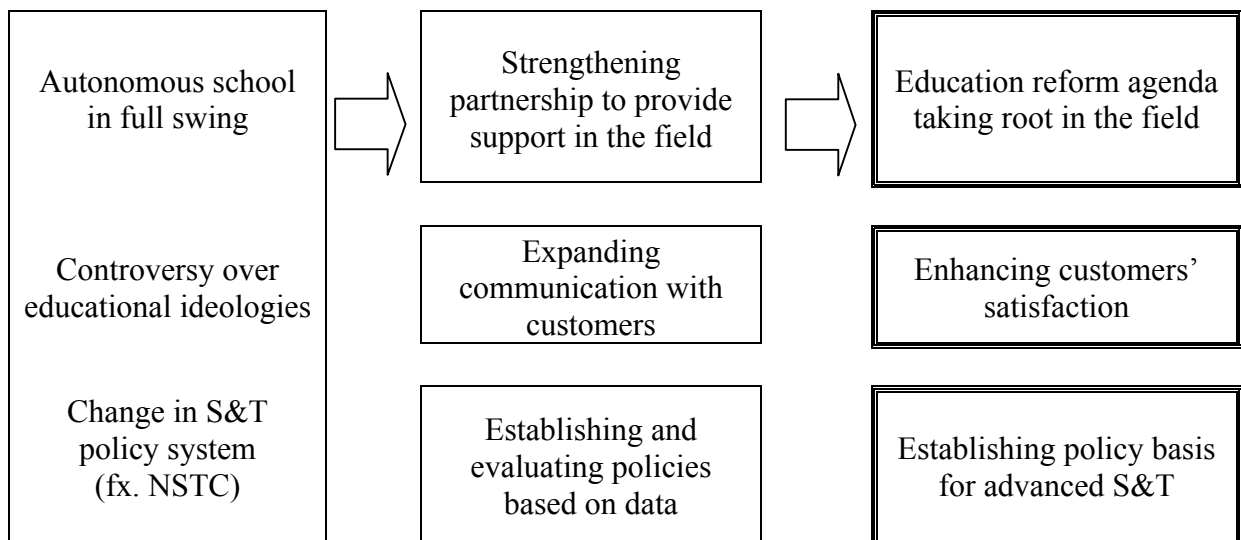 Autonomous school
in full swing
Strengthening
partnership to provide
support in the field
Education reform agenda
taking root in the field
Controversy over
educational ideologies
Expanding
communication with
customers
Enhancing customers’
satisfaction
Change in S&T
policy system
(fx. NSTC)
Establishing and
evaluating policies
based on data
Establishing policy basis
for advanced S&T